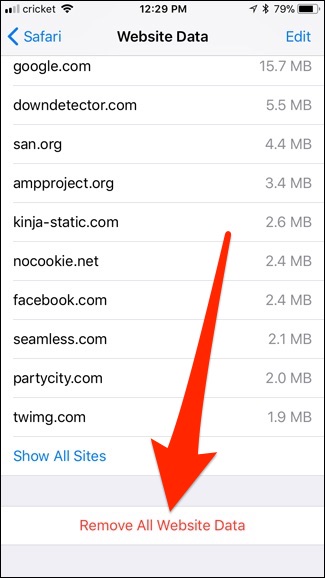 cricket 12:29 PM 79%
Safari Website Data Edit
google.com 15.7 MB
downdetector.com 5.5 MB
san.org 4.4 MB
ampproject.org 3.4 MB
kinja-static.com 2.6 MB
nocookie.net 2.4 MB
facebook.com 2.4 MB
seamless.com 2.1 MB
partycity.com 2.0 MB
twimg.com 1.9 MB
Show All Sites
Remove All Website Data